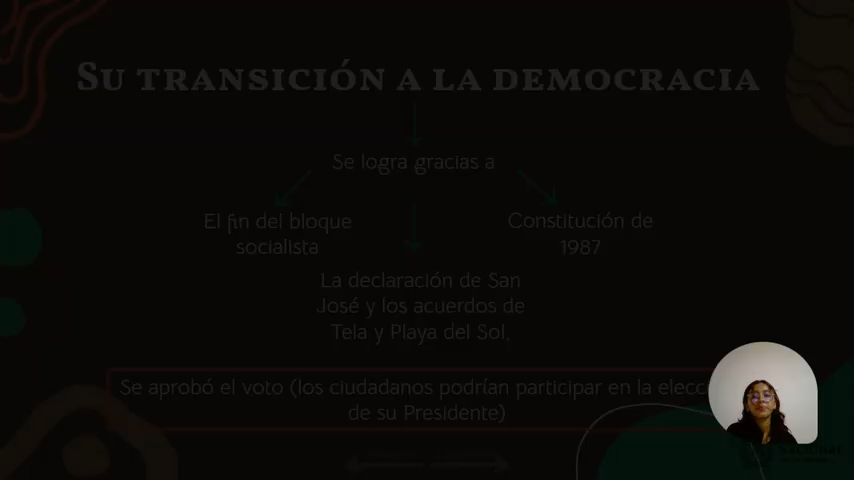 Su transición a la democracia
Se logra gracias a
El fin del bloque
socialista
Constitución de
1987
La declaración de San
José y los acuerdos de
Tela y Playa del Sol,
Se aprobó el voto (los ciudadanos podrían participar en la elecc
de su Presidente)
NACIONAL